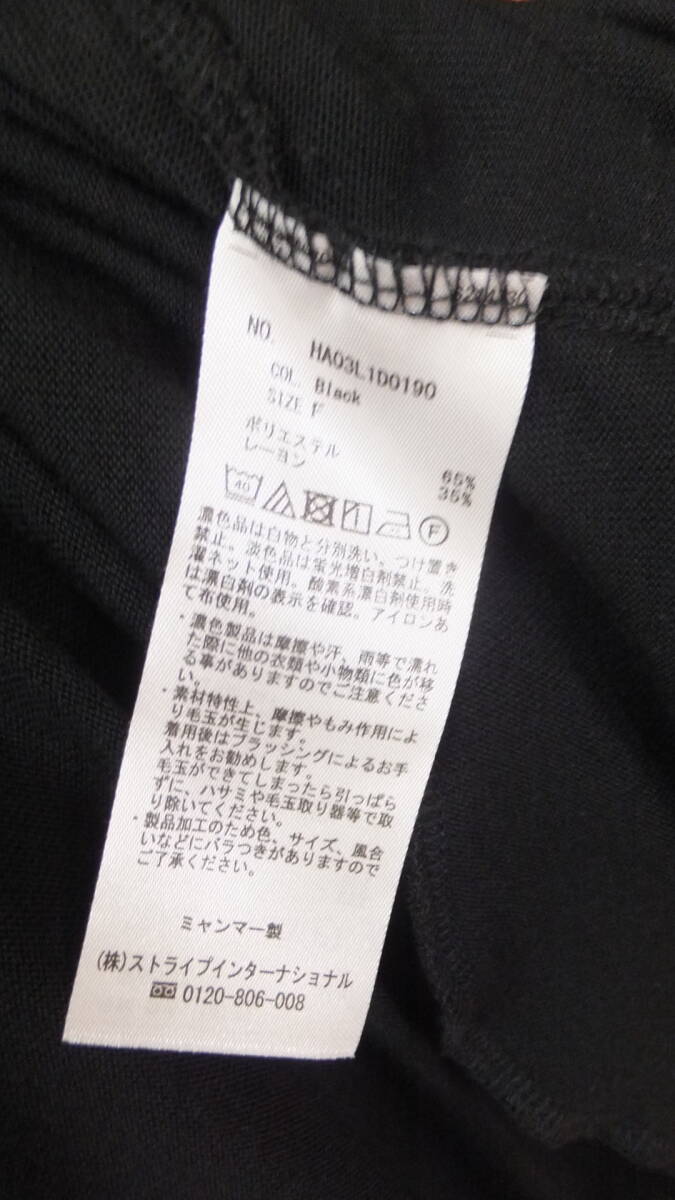 NO. HA03L1D0190
COL. Black
SIZE F
ポリエステル 65%
レーヨン 35%
40 F
濃色品は白物と分別洗い、つけ置き
禁止。淡色品は蛍光増白剤禁止。洗
濯ネット使用。酸素系漂白剤使用時
は漂白剤の表示を確認。アイロンあ
て布使用。
・濃色製品は摩擦や汗、雨等で濡れ
た際に他の衣類や小物類に色が移
る事がありますのでご注意くださ
い。
・素材特性上、摩擦やもみ作用によ
り毛玉が生じます。
着用後はブラッシングによるお手
入れをお勧めします。
毛玉ができてしまったら引っぱら
ずに、ハサミや毛玉取り器等で取
り除いてください。
・製品加工のため色、サイズ、風合
いなどにバラつきがありますので
ご了承ください。
ミャンマー製
(株)ストライプインターナショナル
0120-806-008